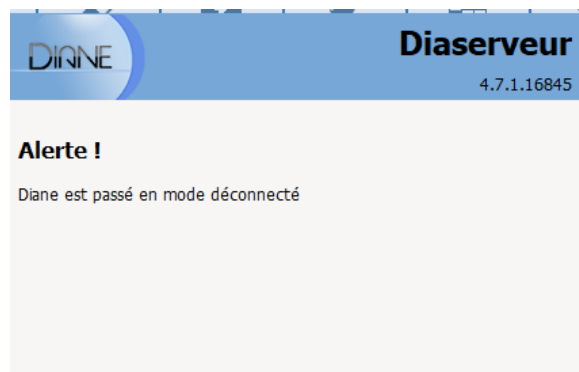 DIANE
Diaserveur
4.7.1.16845
Alerte !
Diane est passé en mode déconnecté